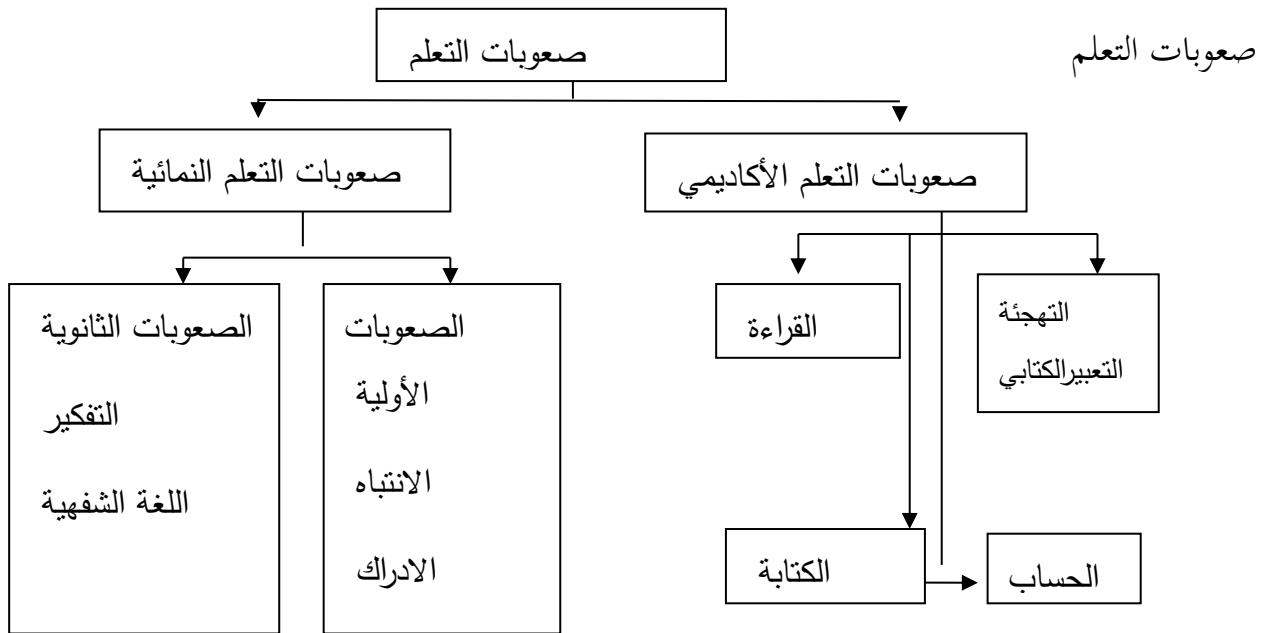 صعوبات التعلم
صعوبات التعلم
صعوبات التعلم الأكاديمي
صعوبات التعلم النمائية
التهجئة
التعبيرالكتابي
القراءة
الكتابة
الحساب
الصعوبات
الأولية
الانتباه
الادراك
الصعوبات الثانوية
التفكير
اللغة الشفهية